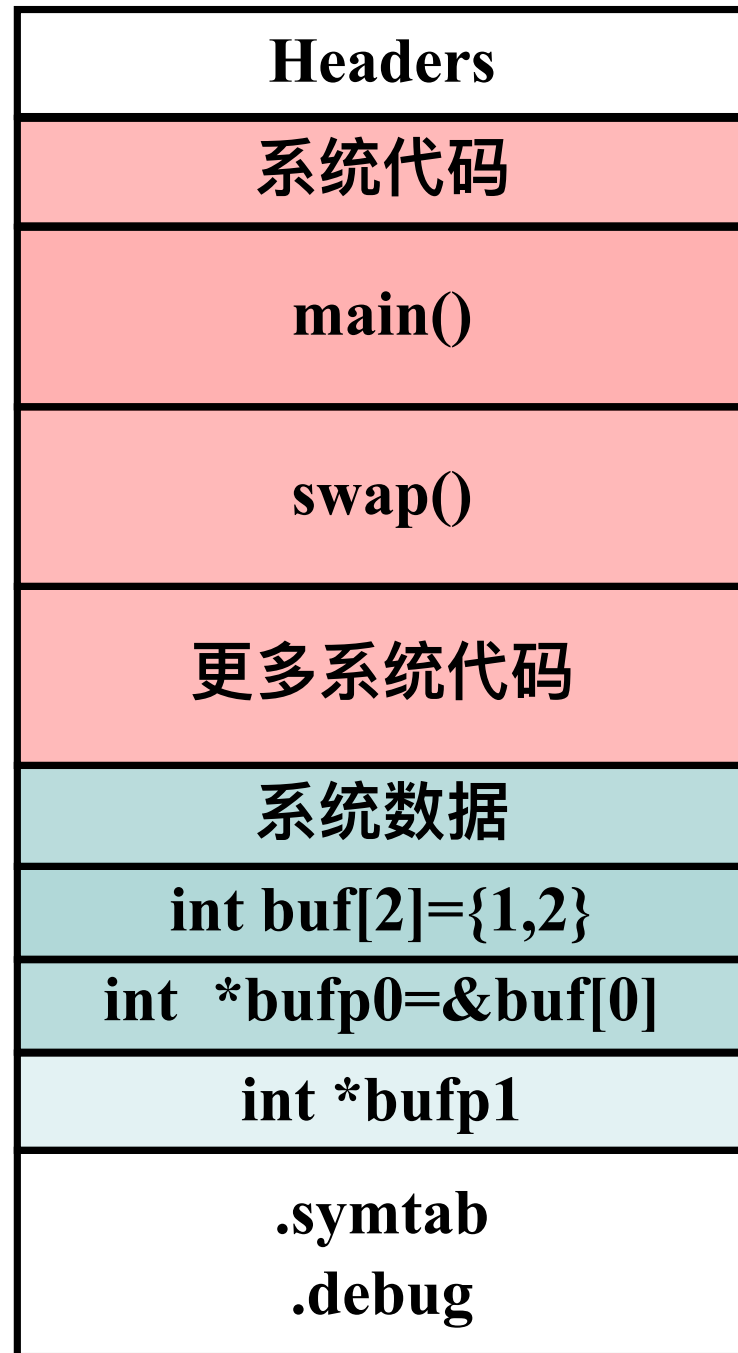 Headers
系统代码
main()
swap()
更多系统代码
系统数据
int buf[2]={1,2}
int *bufp0=&buf[0]
int *bufp1
.symtab
.debug